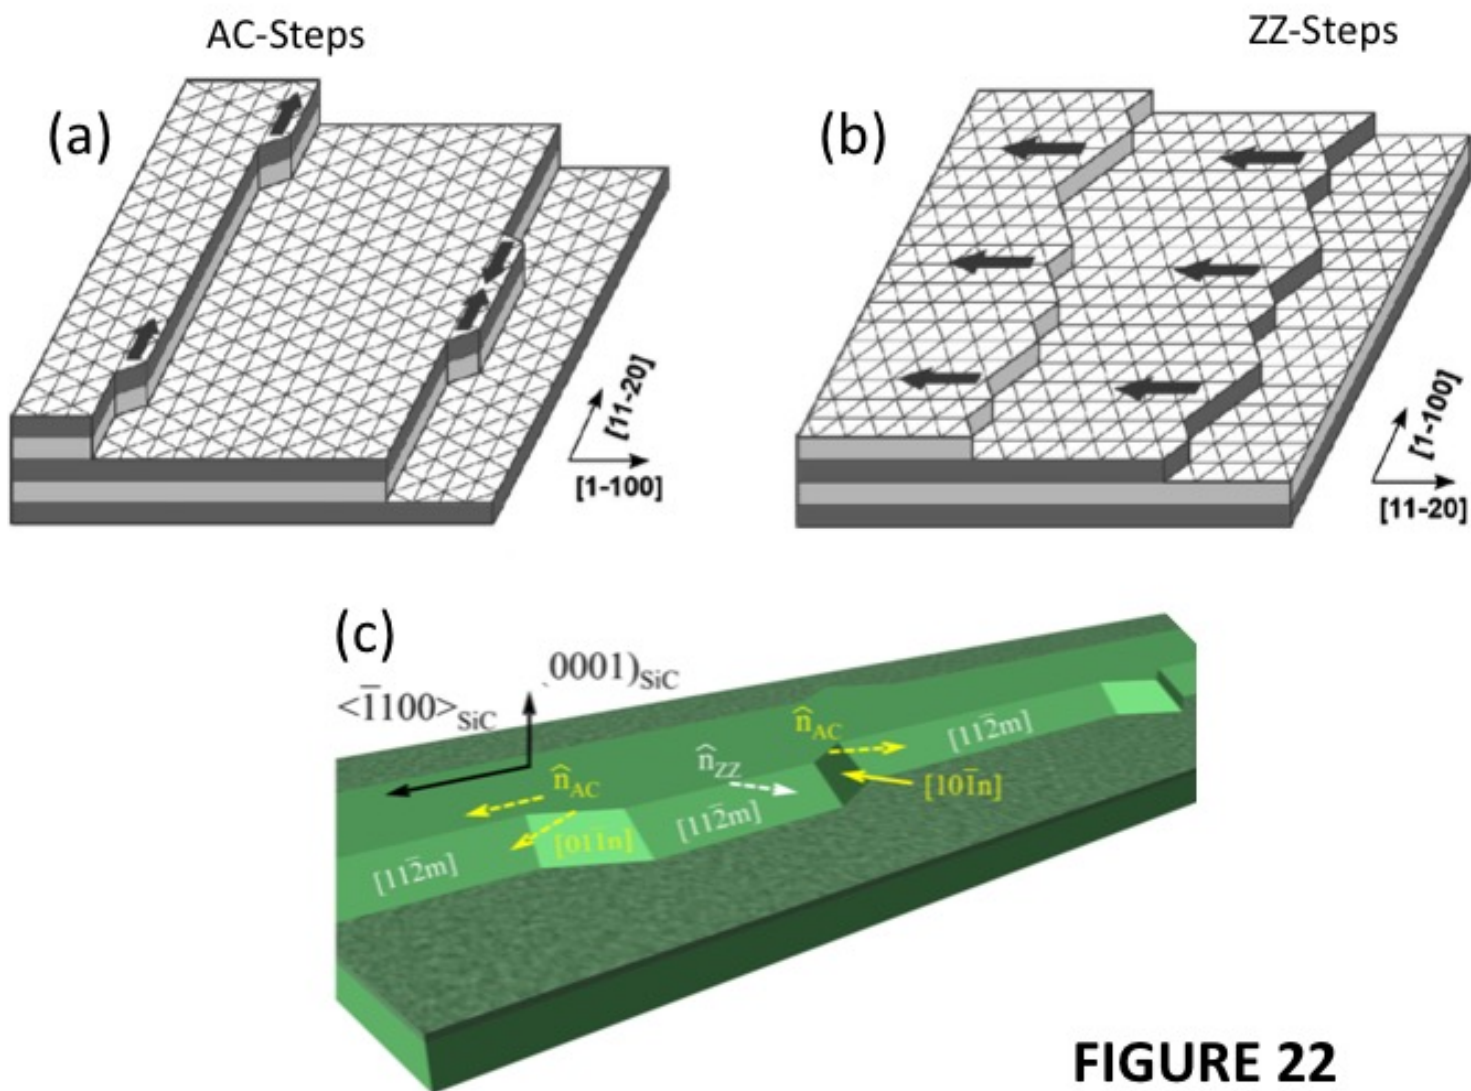 AC-Steps
ZZ-Steps
(a)
(b)
[11-20]
[1-100]
[1-100]
[11-20]
(c)
(0001)SiC
<1̅100>SiC
n̂AC
n̂ZZ
n̂AC
[112̅m]
[101̅n]
[011̅n]
[112̅m]
[112̅m]
FIGURE 22